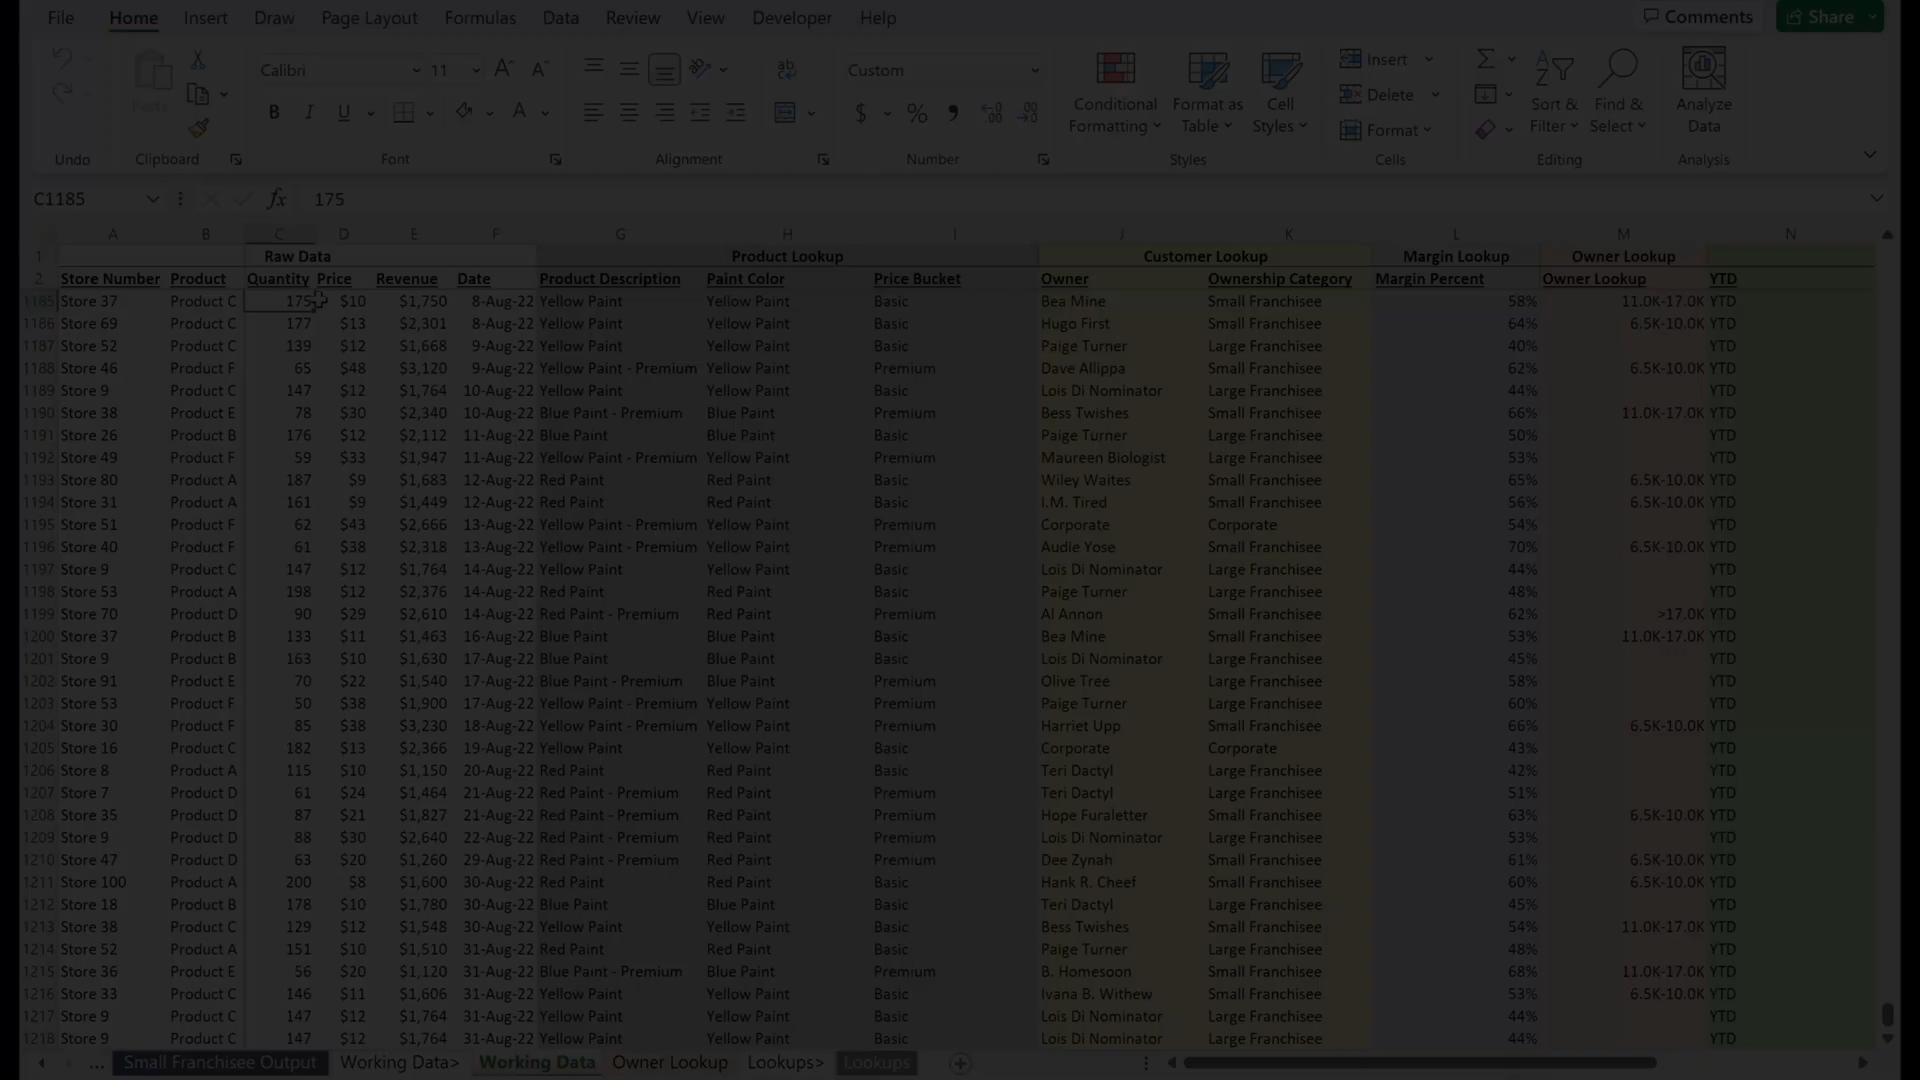 File Home Insert Draw Page Layout Formulas Data Review View Developer Help Comments Share
Calibri 11 Custom Insert
Conditional Format as Cell Delete Sort & Find & Analyze
Formatting Table Styles Format Filter Select Data
Undo Clipboard Font Alignment Number Styles Cells Editing Analysis
C1185 fx 175
A B C D E F G H I J K L M N
1 Raw Data Product Lookup Customer Lookup Margin Lookup Owner Lookup
2 Store Number Product Quantity Price Revenue Date Product Description Paint Color Price Bucket Owner Ownership Category Margin Percent Owner Lookup YTD
1185 Store 37 Product C 175 $10 $1,750 8-Aug-22 Yellow Paint Yellow Paint Basic Bea Mine Small Franchisee 58% 11.0K-17.0K YTD
1186 Store 69 Product C 177 $13 $2,301 8-Aug-22 Yellow Paint Yellow Paint Basic Hugo First Small Franchisee 64% 6.5K-10.0K YTD
1187 Store 52 Product C 139 $12 $1,668 9-Aug-22 Yellow Paint Yellow Paint Basic Paige Turner Large Franchisee 40% YTD
1188 Store 46 Product F 65 $48 $3,120 9-Aug-22 Yellow Paint - Premium Yellow Paint Premium Dave Allippa Small Franchisee 62% 6.5K-10.0K YTD
1189 Store 9 Product C 147 $12 $1,764 10-Aug-22 Yellow Paint Yellow Paint Basic Lois Di Nominator Large Franchisee 44% YTD
1190 Store 38 Product E 78 $30 $2,340 10-Aug-22 Blue Paint - Premium Blue Paint Premium Bess Twishes Small Franchisee 66% 11.0K-17.0K YTD
1191 Store 26 Product B 176 $12 $2,112 11-Aug-22 Blue Paint Blue Paint Basic Paige Turner Large Franchisee 50% YTD
1192 Store 49 Product F 59 $33 $1,947 11-Aug-22 Yellow Paint - Premium Yellow Paint Premium Maureen Biologist Large Franchisee 53% YTD
1193 Store 80 Product A 187 $9 $1,683 12-Aug-22 Red Paint Red Paint Basic Wiley Waites Small Franchisee 65% 6.5K-10.0K YTD
1194 Store 31 Product A 161 $9 $1,449 12-Aug-22 Red Paint Red Paint Basic I.M. Tired Small Franchisee 56% 6.5K-10.0K YTD
1195 Store 51 Product F 62 $43 $2,666 13-Aug-22 Yellow Paint - Premium Yellow Paint Premium Corporate Corporate 54% YTD
1196 Store 40 Product F 61 $38 $2,318 13-Aug-22 Yellow Paint - Premium Yellow Paint Premium Audie Yose Small Franchisee 70% 6.5K-10.0K YTD
1197 Store 9 Product C 147 $12 $1,764 14-Aug-22 Yellow Paint Yellow Paint Basic Lois Di Nominator Large Franchisee 44% YTD
1198 Store 53 Product A 198 $12 $2,376 14-Aug-22 Red Paint Red Paint Basic Paige Turner Large Franchisee 48% YTD
1199 Store 70 Product D 90 $29 $2,610 14-Aug-22 Red Paint - Premium Red Paint Premium Al Annon Small Franchisee 62% >17.0K YTD
1200 Store 37 Product B 133 $11 $1,463 16-Aug-22 Blue Paint Blue Paint Basic Bea Mine Small Franchisee 53% 11.0K-17.0K YTD
1201 Store 9 Product B 163 $10 $1,630 17-Aug-22 Blue Paint Blue Paint Basic Lois Di Nominator Large Franchisee 45% YTD
1202 Store 91 Product E 70 $22 $1,540 17-Aug-22 Blue Paint - Premium Blue Paint Premium Olive Tree Large Franchisee 58% YTD
1203 Store 53 Product F 50 $38 $1,900 17-Aug-22 Yellow Paint - Premium Yellow Paint Premium Paige Turner Large Franchisee 60% YTD
1204 Store 30 Product F 85 $38 $3,230 18-Aug-22 Yellow Paint - Premium Yellow Paint Premium Harriet Upp Small Franchisee 66% 6.5K-10.0K YTD
1205 Store 16 Product C 182 $13 $2,366 19-Aug-22 Yellow Paint Yellow Paint Basic Corporate Corporate 43% YTD
1206 Store 8 Product A 115 $10 $1,150 20-Aug-22 Red Paint Red Paint Basic Teri Dactyl Large Franchisee 42% YTD
1207 Store 7 Product D 61 $24 $1,464 21-Aug-22 Red Paint - Premium Red Paint Premium Teri Dactyl Large Franchisee 51% YTD
1208 Store 35 Product D 87 $21 $1,827 21-Aug-22 Red Paint - Premium Red Paint Premium Hope Furaletter Small Franchisee 63% 6.5K-10.0K YTD
1209 Store 9 Product D 88 $30 $2,640 22-Aug-22 Red Paint - Premium Red Paint Premium Lois Di Nominator Large Franchisee 53% YTD
1210 Store 47 Product D 63 $20 $1,260 29-Aug-22 Red Paint - Premium Red Paint Premium Dee Zynah Small Franchisee 61% 6.5K-10.0K YTD
1211 Store 100 Product A 200 $8 $1,600 30-Aug-22 Red Paint Red Paint Basic Hank R. Cheef Small Franchisee 60% 6.5K-10.0K YTD
1212 Store 18 Product B 178 $10 $1,780 30-Aug-22 Blue Paint Blue Paint Basic Teri Dactyl Large Franchisee 45% YTD
1213 Store 38 Product C 129 $12 $1,548 30-Aug-22 Yellow Paint Yellow Paint Basic Bess Twishes Small Franchisee 54% 11.0K-17.0K YTD
1214 Store 52 Product A 151 $10 $1,510 31-Aug-22 Red Paint Red Paint Basic Paige Turner Large Franchisee 48% YTD
1215 Store 36 Product E 56 $20 $1,120 31-Aug-22 Blue Paint - Premium Blue Paint Premium B. Homesoon Small Franchisee 68% 11.0K-17.0K YTD
1216 Store 33 Product C 146 $11 $1,606 31-Aug-22 Yellow Paint Yellow Paint Basic Ivana B. Withew Small Franchisee 53% 6.5K-10.0K YTD
1217 Store 9 Product C 147 $12 $1,764 31-Aug-22 Yellow Paint Yellow Paint Basic Lois Di Nominator Large Franchisee 44% YTD
1218 Store 9 Product C 147 $12 $1,764 31-Aug-22 Yellow Paint Yellow Paint Basic Lois Di Nominator Large Franchisee 44% YTD
... Small Franchisee Output Working Data> Working Data Owner Lookup Lookups> Lookups